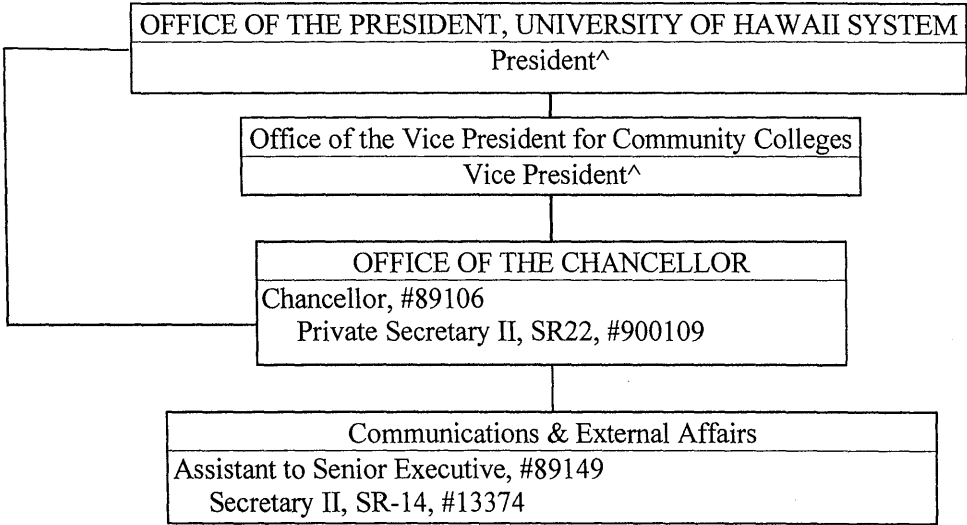 OFFICE OF THE PRESIDENT, UNIVERSITY OF HAWAII SYSTEM
President^
Office of the Vice President for Community Colleges
Vice President^
OFFICE OF THE CHANCELLOR
Chancellor, #89106
Private Secretary II, SR22, #900109
Communications & External Affairs
Assistant to Senior Executive, #89149
Secretary II, SR-14, #13374